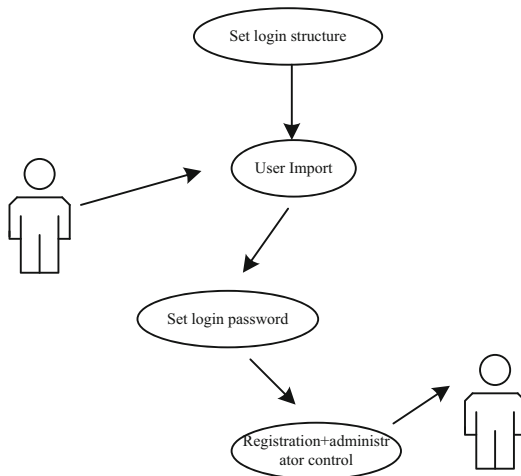 Set login structure
User Import
Set login password
Registration+administr
ator control